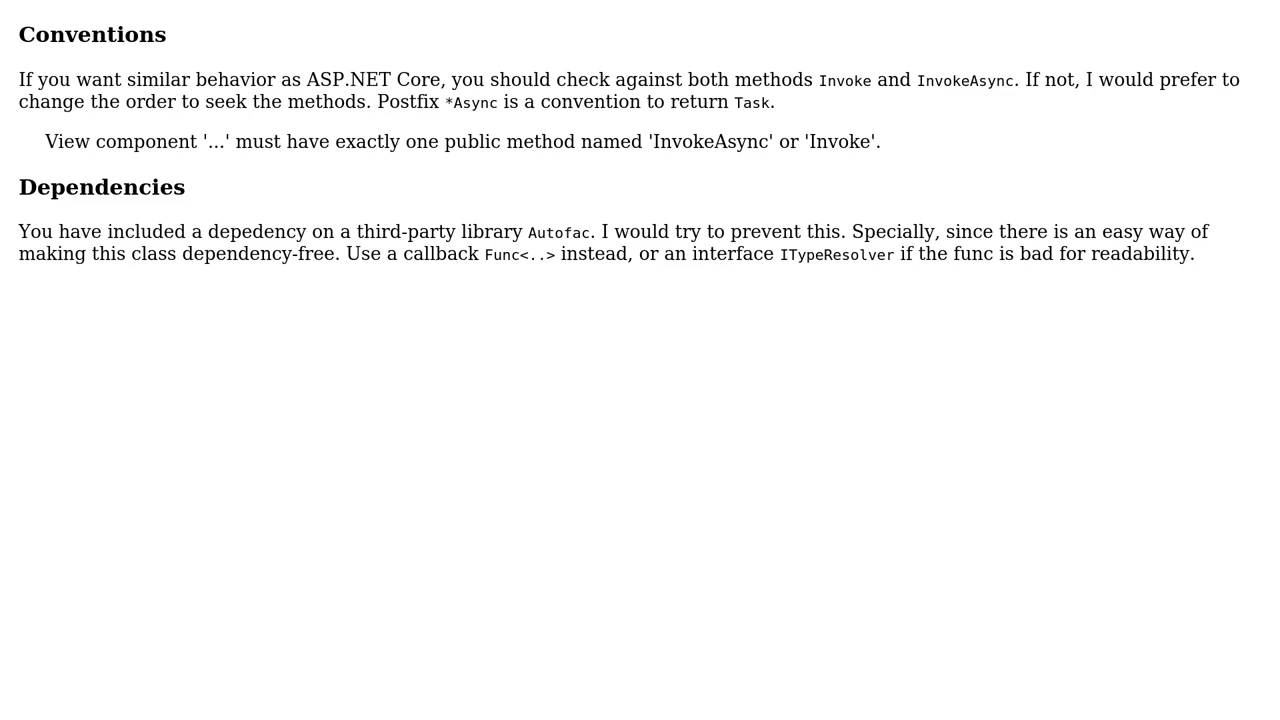 Conventions
If you want similar behavior as ASP.NET Core, you should check against both methods Invoke and InvokeAsync. If not, I would prefer to
change the order to seek the methods. Postfix *Async is a convention to return Task.
View component '...' must have exactly one public method named 'InvokeAsync' or 'Invoke'.
Dependencies
You have included a depedency on a third-party library Autofac. I would try to prevent this. Specially, since there is an easy way of
making this class dependency-free. Use a callback Func<..> instead, or an interface ITypeResolver if the func is bad for readability.